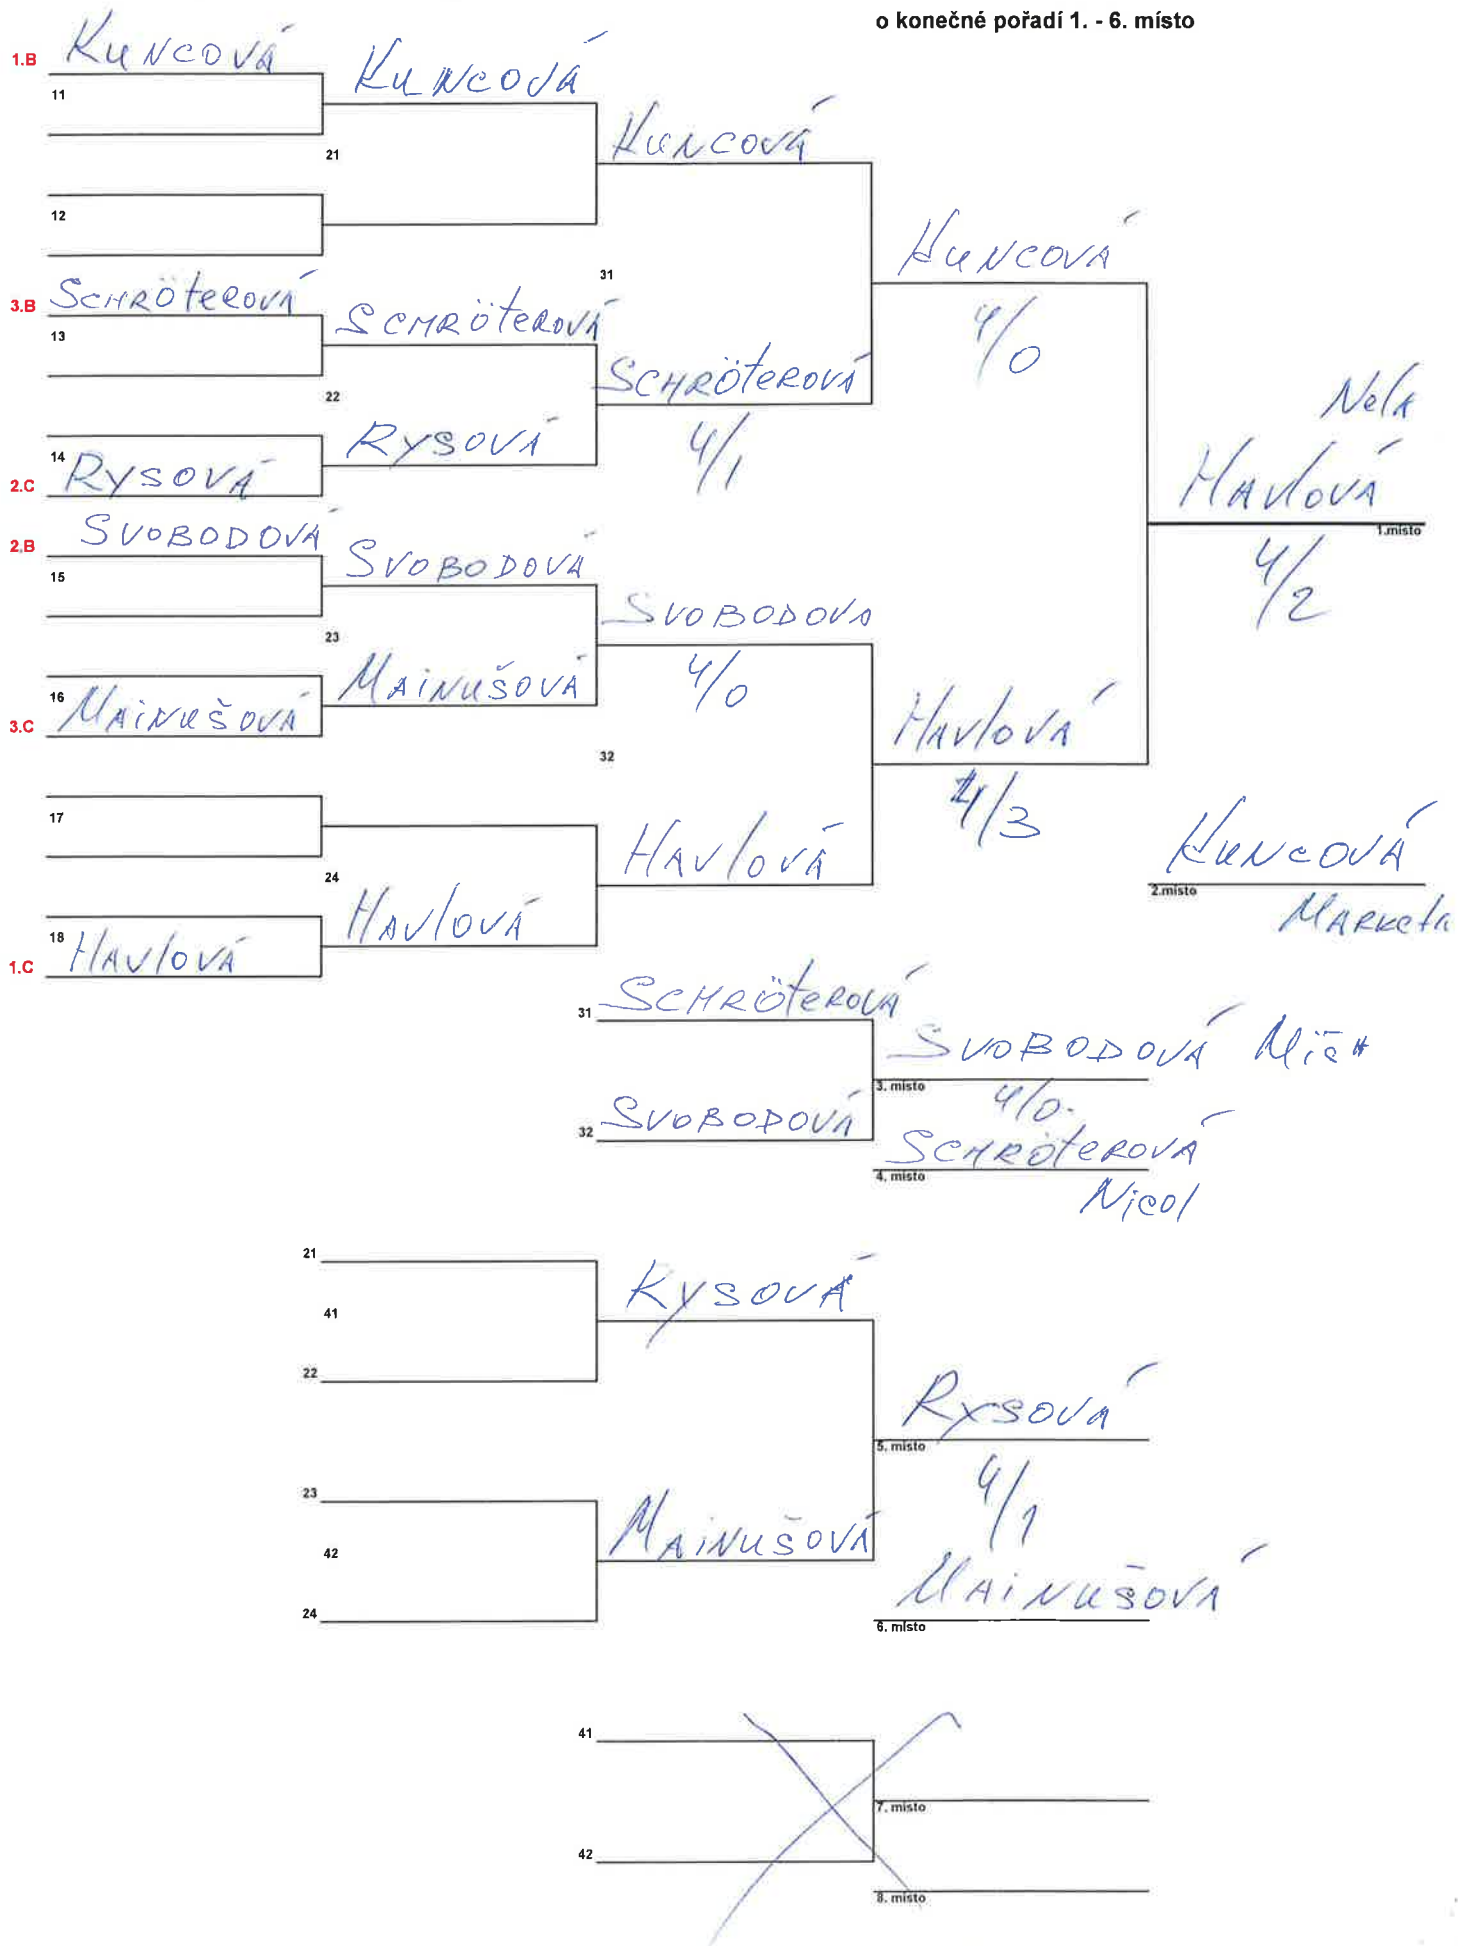 o konečné pořadí 1. - 6. místo
1.B KUNCOVÁ
11
KUNCOVÁ
21
KUNCOVÁ
12
31
KUNCOVÁ
4/0
3.B SCHRÖTEROVÁ
13
SCHRÖTEROVÁ
22
SCHRÖTEROVÁ
4/1
14
2.C RYSOVÁ
RYSOVÁ
Nela
HAVLOVÁ
1.místo
4/2
2.B SVOBODOVÁ
15
SVOBODOVÁ
23
SVOBODOVA
4/0
16
3.C MAINUŠOVÁ
MAINUŠOVÁ
32
HAVLOVÁ
4/3
17
24
HAVLOVÁ
KUNCOVÁ
2.místo
MARKETA
18
1.C HAVLOVÁ
HAVLOVÁ
31 SCHRÖTEROVÁ
SVOBODOVÁ
3. místo
4/0.
32 SVOBODOVÁ
SCHRÖTEROVÁ
4. místo
Nicol
21
41
RYSOVÁ
22
RYSOVÁ
5. místo
4/1
23
42
MAINUŠOVÁ
24
MAINUŠOVÁ
6. místo
41
7. místo
42
8. místo